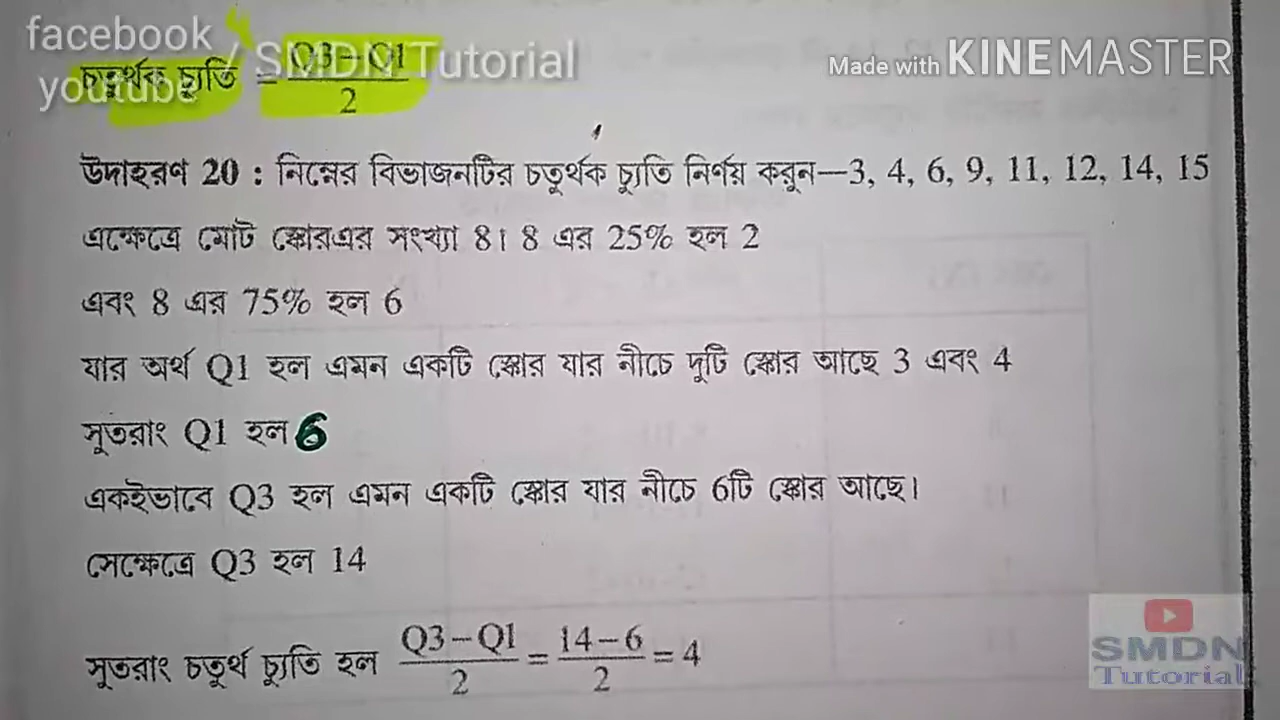 facebook
youtube / SMDN Tutorial
Made with KINEMASTER
চতুর্থক চ্যুতি = Q3–Q1 / 2
উদাহরণ 20 : নিম্নের বিভাজনটির চতুর্থক চ্যুতি নির্ণয় করুন—3, 4, 6, 9, 11, 12, 14, 15
এক্ষেত্রে মোট স্কোরএর সংখ্যা 8। 8 এর 25% হল 2
এবং 8 এর 75% হল 6
যার অর্থ Q1 হল এমন একটি স্কোর যার নীচে দুটি স্কোর আছে 3 এবং 4
সুতরাং Q1 হল 6
একইভাবে Q3 হল এমন একটি স্কোর যার নীচে 6টি স্কোর আছে।
সেক্ষেত্রে Q3 হল 14
সুতরাং চতুর্থ চ্যুতি হল Q3–Q1 / 2 = 14–6 / 2 = 4
SMDN
Tutorial